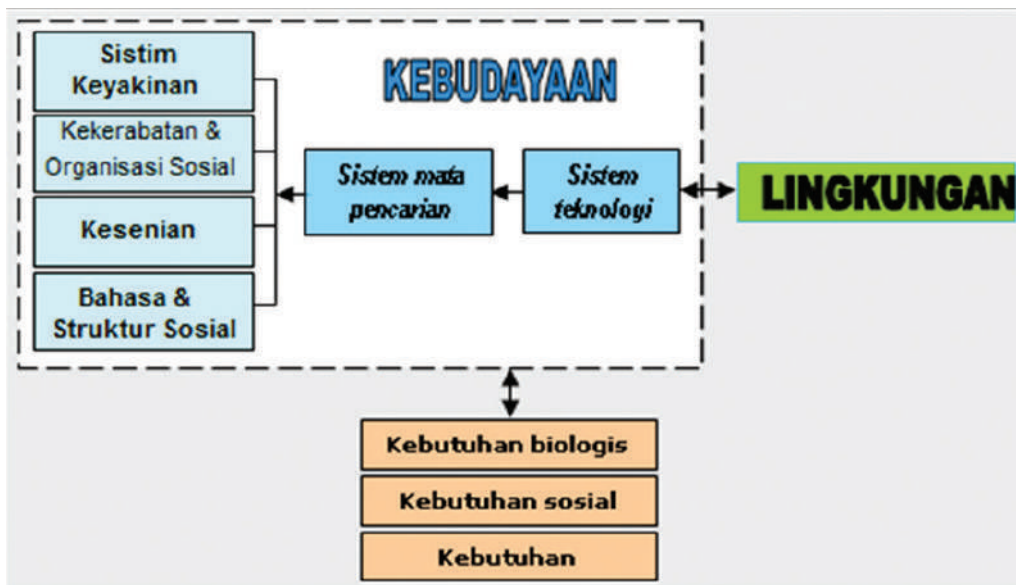 Sistim
Keyakinan
Kekerabatan &
Organisasi Sosial
Kesenian
Bahasa &
Struktur Sosial
KEBUDAYAAN
Sistem mata
pencarian
Sistem
teknologi
LINGKUNGAN
Kebutuhan biologis
Kebutuhan sosial
Kebutuhan